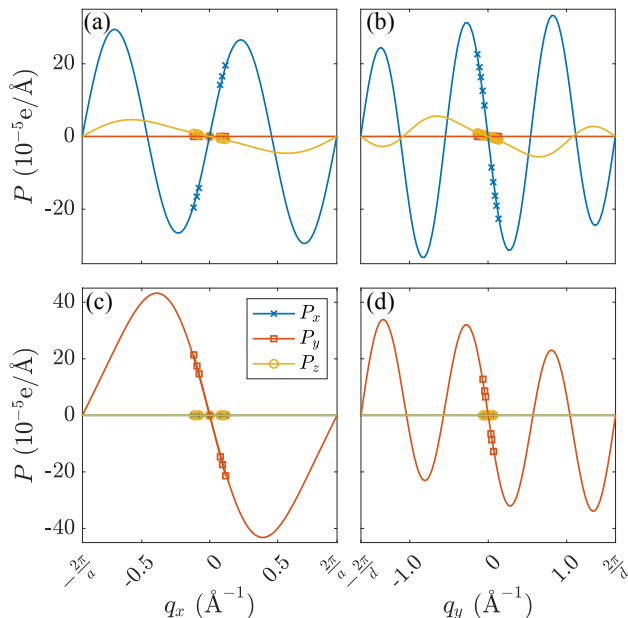 (a) (b)
P (10⁻⁵e/Å)
20
0
-20
(c) (d)
P (10⁻⁵e/Å)
40
20
0
-20
-40
Pₓ
P_y
P_z
-2π/a -0.5 0 0.5 2π/a
qₓ (Å⁻¹)
-2π/d -1.0 0 1.0 2π/d
q_y (Å⁻¹)